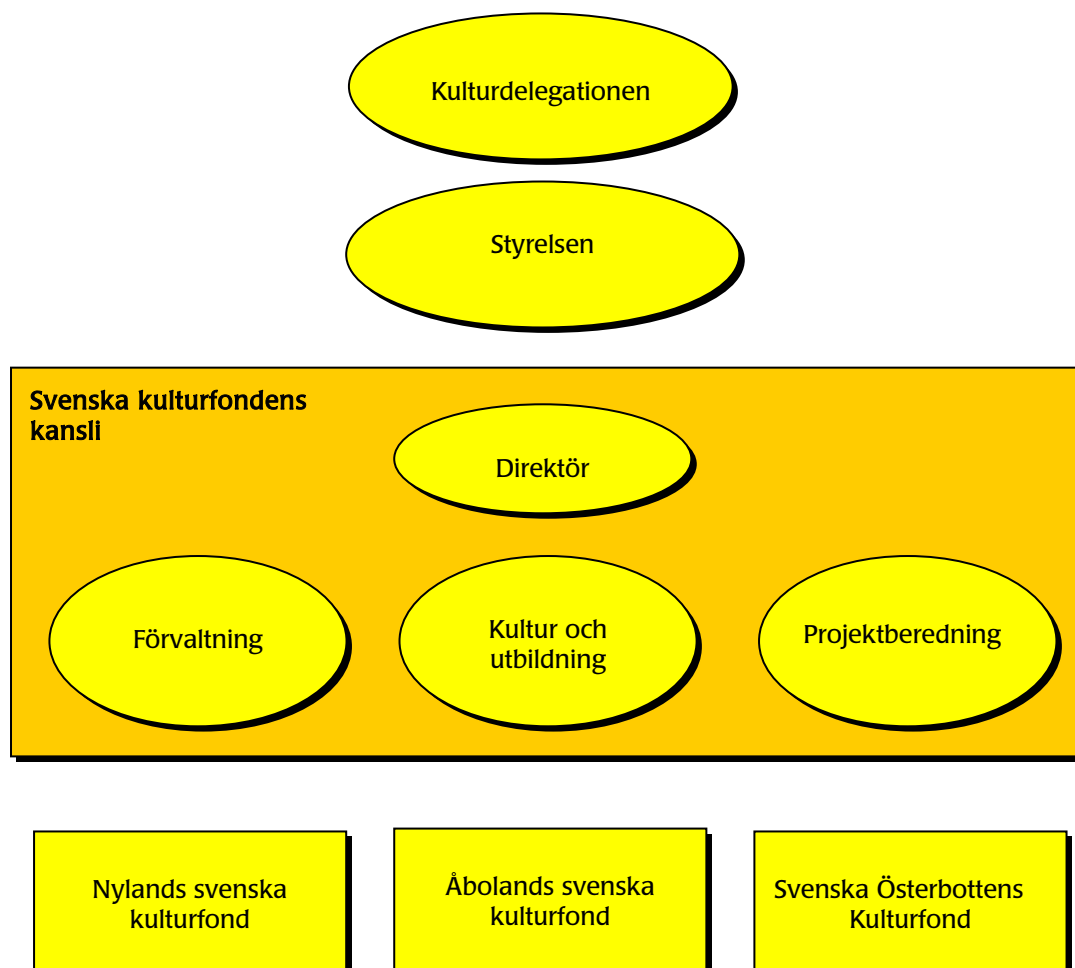 Kulturdelegationen
Styrelsen
Svenska kulturfondens
kansli
Direktör
Förvaltning
Kultur och
utbildning
Projektberedning
Nylands svenska
kulturfond
Åbolands svenska
kulturfond
Svenska Österbottens
Kulturfond